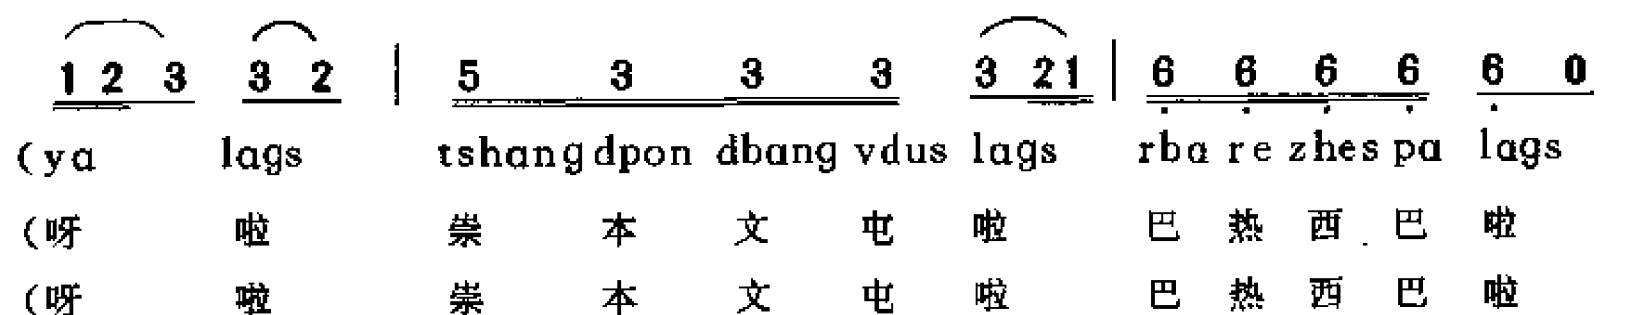 1 2 3 3 2 | 5 3 3 3 3 2 1 | 6 6 6 6 6 0
(ya lags tshang dpon dbang vdus lags rba re zhes pa lags
(呀 啦 崇 本 文 屯 啦 巴 热 西 巴 啦
(呀 啦 崇 本 文 屯 啦 巴 热 西 巴 啦